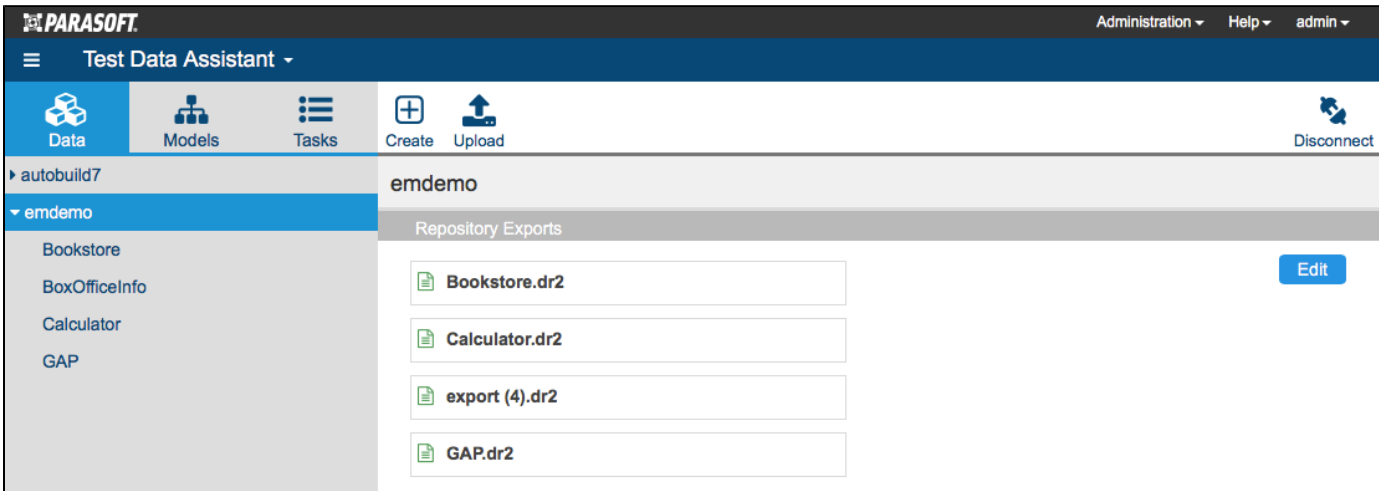 PARASOFT.
Administration Help admin
Test Data Assistant
Data Models Tasks Create Upload Disconnect
autobuild7
emdemo
emdemo
Repository Exports
Bookstore
BoxOfficeInfo
Calculator
GAP
Bookstore.dr2
Edit
Calculator.dr2
export (4).dr2
GAP.dr2